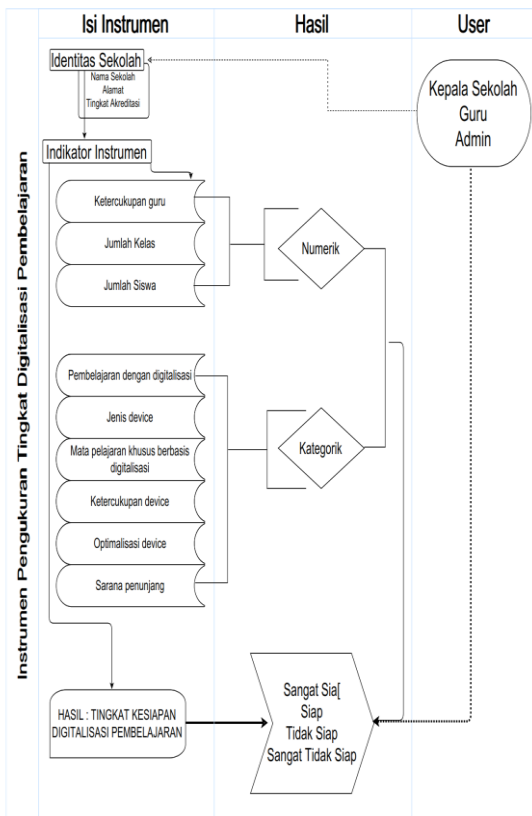 Instrumen Pengukuran Tingkat Digitalisasi Pembelajaran
Isi Instrumen
Hasil
User
Identitas Sekolah
Nama Sekolah
Alamat
Tingkat Akreditasi
Kepala Sekolah
Guru
Admin
Indikator Instrumen
Ketercukupan guru
Jumlah Kelas
Jumlah Siswa
Numerik
Pembelajaran dengan digitalisasi
Jenis device
Mata pelajaran khusus berbasis
digitalisasi
Ketercukupan device
Optimalisasi device
Sarana penunjang
Kategorik
HASIL : TINGKAT KESIAPAN
DIGITALISASI PEMBELAJARAN
Sangat Sia[
Siap
Tidak Siap
Sangat Tidak Siap